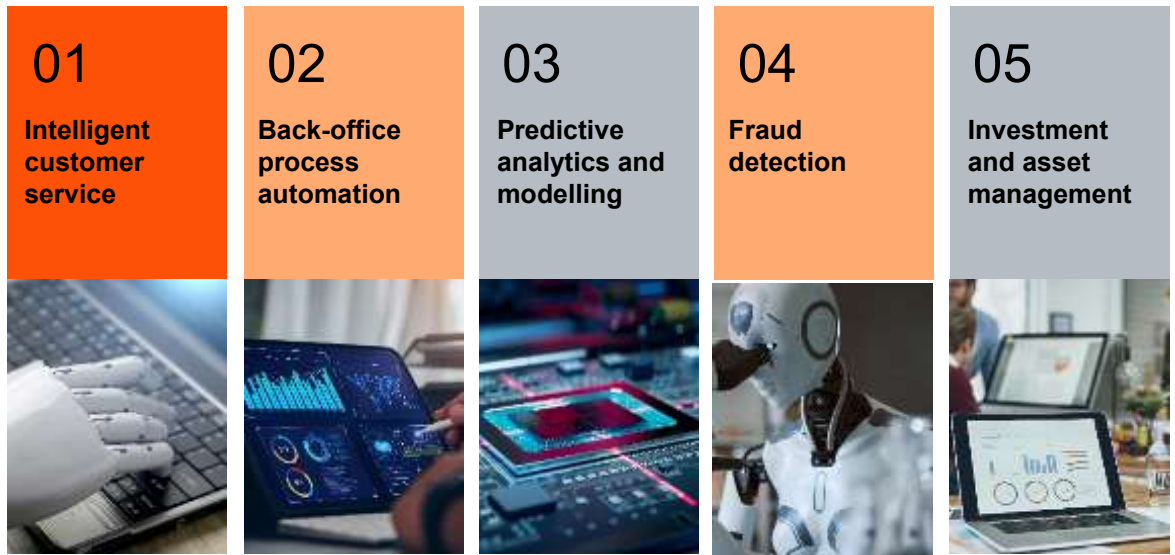 01
Intelligent
customer
service
02
Back-office
process
automation
03
Predictive
analytics and
modelling
04
Fraud
detection
05
Investment
and asset
management